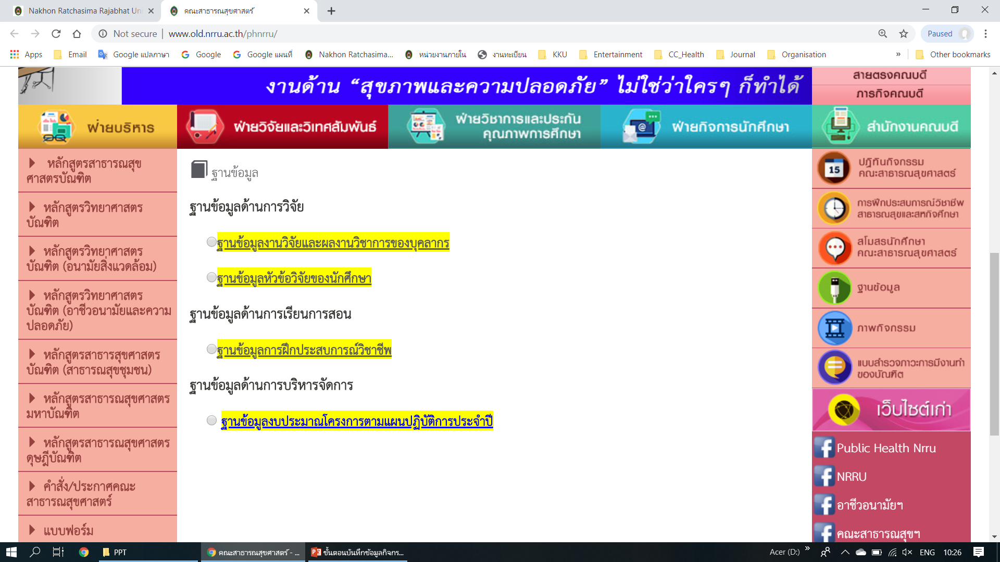 Nakhon Ratchasima Rajabhat Uni
คณะสาธารณสุขศาสตร์
Not secure | www.old.nrru.ac.th/phnrru/
Paused
Apps
Email
Google แปลภาษา
Google
Google แผนที่
Nakhon Ratchasima...
หน่วยงานภายใน
งานทะเบียน
KKU
Entertainment
CC_Health
Journal
Organisation
»
Other bookmarks
งานด้าน “สุขภาพและความปลอดภัย” ไม่ใช่ว่าใครๆ ก็ทำได้
สายตรงคณบดี
ภารกิจคณบดี
ฝ่ายบริหาร
ฝ่ายวิจัยและวิเทศสัมพันธ์
ฝ่ายวิชาการและประกัน
คุณภาพการศึกษา
ฝ่ายกิจการนักศึกษา
สำนักงานคณบดี
หลักสูตรสาธารณสุข
ศาสตรบัณฑิต
หลักสูตรวิทยาศาสตร
บัณฑิต
หลักสูตรวิทยาศาสตร
บัณฑิต (อนามัยสิ่งแวดล้อม)
หลักสูตรวิทยาศาสตร
บัณฑิต (อาชีวอนามัยและความ
ปลอดภัย)
หลักสูตรสาธารสุขศาสตร
บัณฑิต (สาธารณสุขชุมชน)
หลักสูตรสาธารณสุขศาสตร
มหาบัณฑิต
หลักสูตรสาธารณสุขศาสตร
ดุษฎีบัณฑิต
คำสั่ง/ประกาศคณะ
สาธารณสุขศาสตร์
แบบฟอร์ม
ฐานข้อมูล
ฐานข้อมูลด้านการวิจัย
ฐานข้อมูลงานวิจัยและผลงานวิชาการของบุคลากร
ฐานข้อมูลหัวข้อวิจัยของนักศึกษา
ฐานข้อมูลด้านการเรียนการสอน
ฐานข้อมูลการฝึกประสบการณ์วิชาชีพ
ฐานข้อมูลด้านการบริหารจัดการ
ฐานข้อมูลงบประมาณโครงการตามแผนปฏิบัติการประจำปี
15
ปฏิทินกิจกรรม
คณะสาธารณสุขศาสตร์
การฝึกประสบการณ์วิชาชีพ
สาธารณสุขและสหกิจศึกษา
สโมสรนักศึกษา
คณะสาธารณสุขศาสตร์
ฐานข้อมูล
ภาพกิจกรรม
แบบสำรวจภาวะการมีงานทำ
ของบัณฑิต
เว็บไซต์เก่า
Public Health Nrru
NRRU
อาชีวอนามัยฯ
คณะสาธารณสุขฯ
PPT
คณะสาธารณสุขศาสตร์ - ...
ขั้นตอนบันทึกข้อมูลกิจกร...
Acer (D:)
»
ENG
10:26